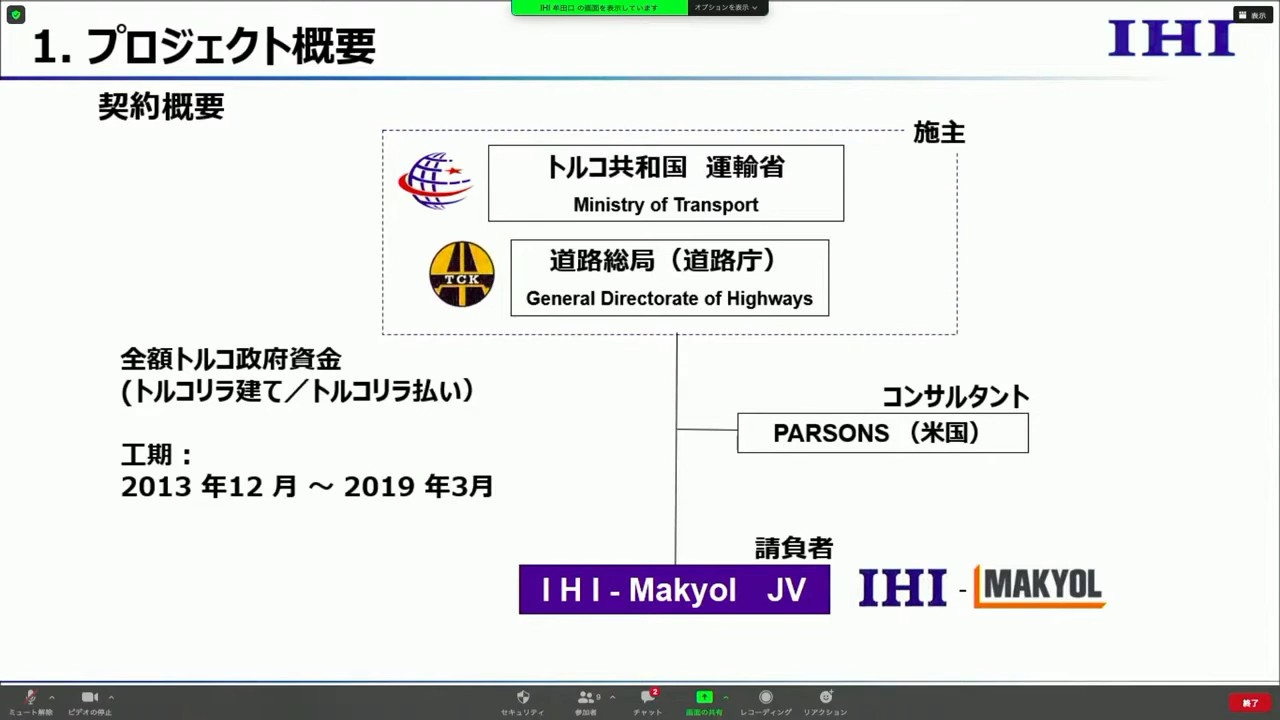 IHI 牟田口 の画面を表示しています
オプションを表示
表示
1. プロジェクト概要
IHI
契約概要
施主
トルコ共和国 運輸省
Ministry of Transport
TCK
道路総局（道路庁）
General Directorate of Highways
全額トルコ政府資金
(トルコリラ建て／トルコリラ払い）
コンサルタント
PARSONS （米国）
工期：
2013 年12 月 ～ 2019 年3月
請負者
I H I - Makyol JV
IHI - MAKYOL
ミュート解除
ビデオの停止
セキュリティ
9
参加者
2
チャット
画面の共有
レコーディング
リアクション
終了